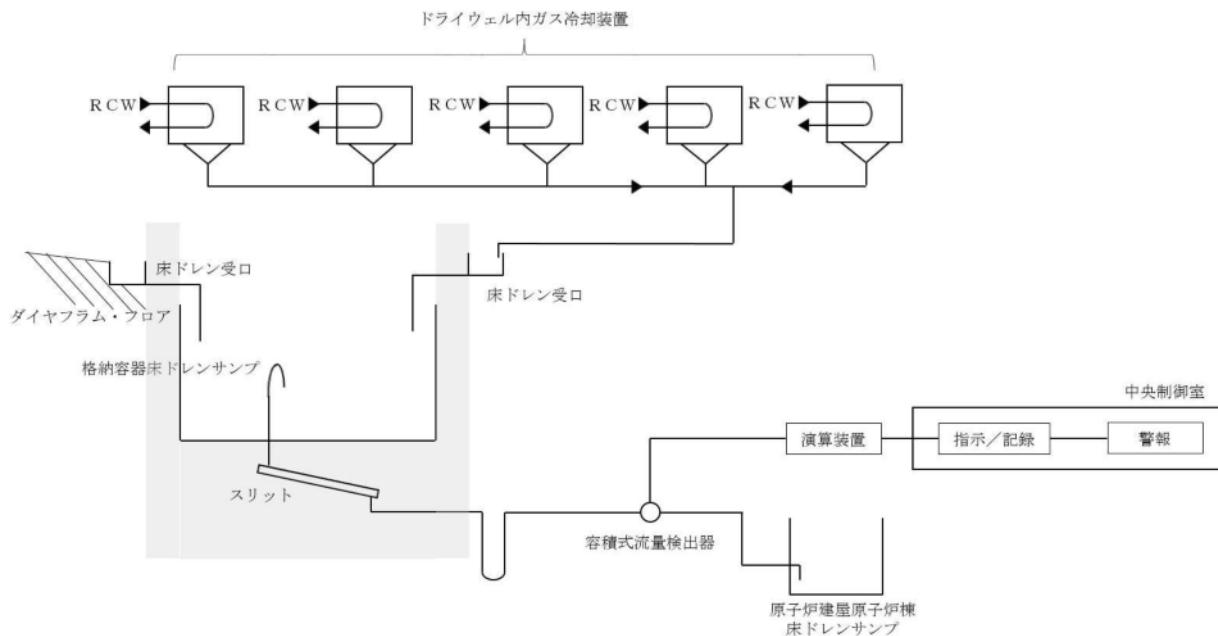 ドライウェル内ガス冷却装置
ＲＣＷ
ＲＣＷ
ＲＣＷ
ＲＣＷ
ＲＣＷ
床ドレン受口
床ドレン受口
ダイヤフラム・フロア
格納容器床ドレンサンプ
中央制御室
演算装置
指示／記録
警報
スリット
容積式流量検出器
原子炉建屋原子炉棟
床ドレンサンプ